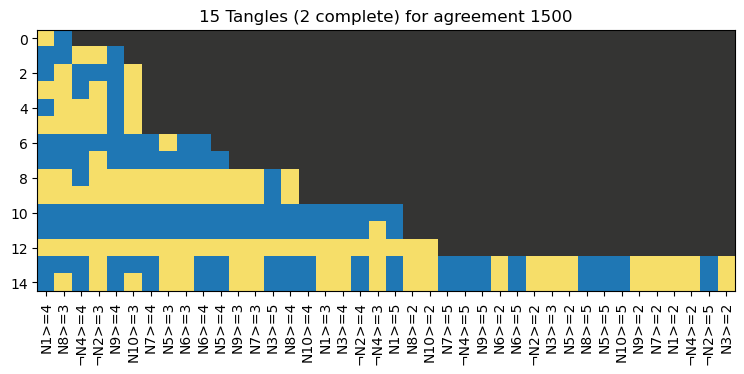 15 Tangles (2 complete) for agreement 1500
0
2
4
6
8
10
12
14
N1>=4
N8>=3
¬N4>=4
¬N2>=3
N9>=4
N10>=3
N7>=4
N5>=3
N6>=3
N6>=4
N5>=4
N9>=3
N7>=3
N3>=5
N8>=4
N10>=4
N1>=3
N3>=4
¬N2>=4
¬N4>=3
N1>=5
N8>=2
N10>=2
N7>=5
¬N4>=5
N9>=5
N6>=2
N6>=5
¬N2>=2
N3>=3
N5>=2
N8>=5
N5>=5
N10>=5
N9>=2
N7>=2
N1>=2
¬N4>=2
¬N2>=5
N3>=2